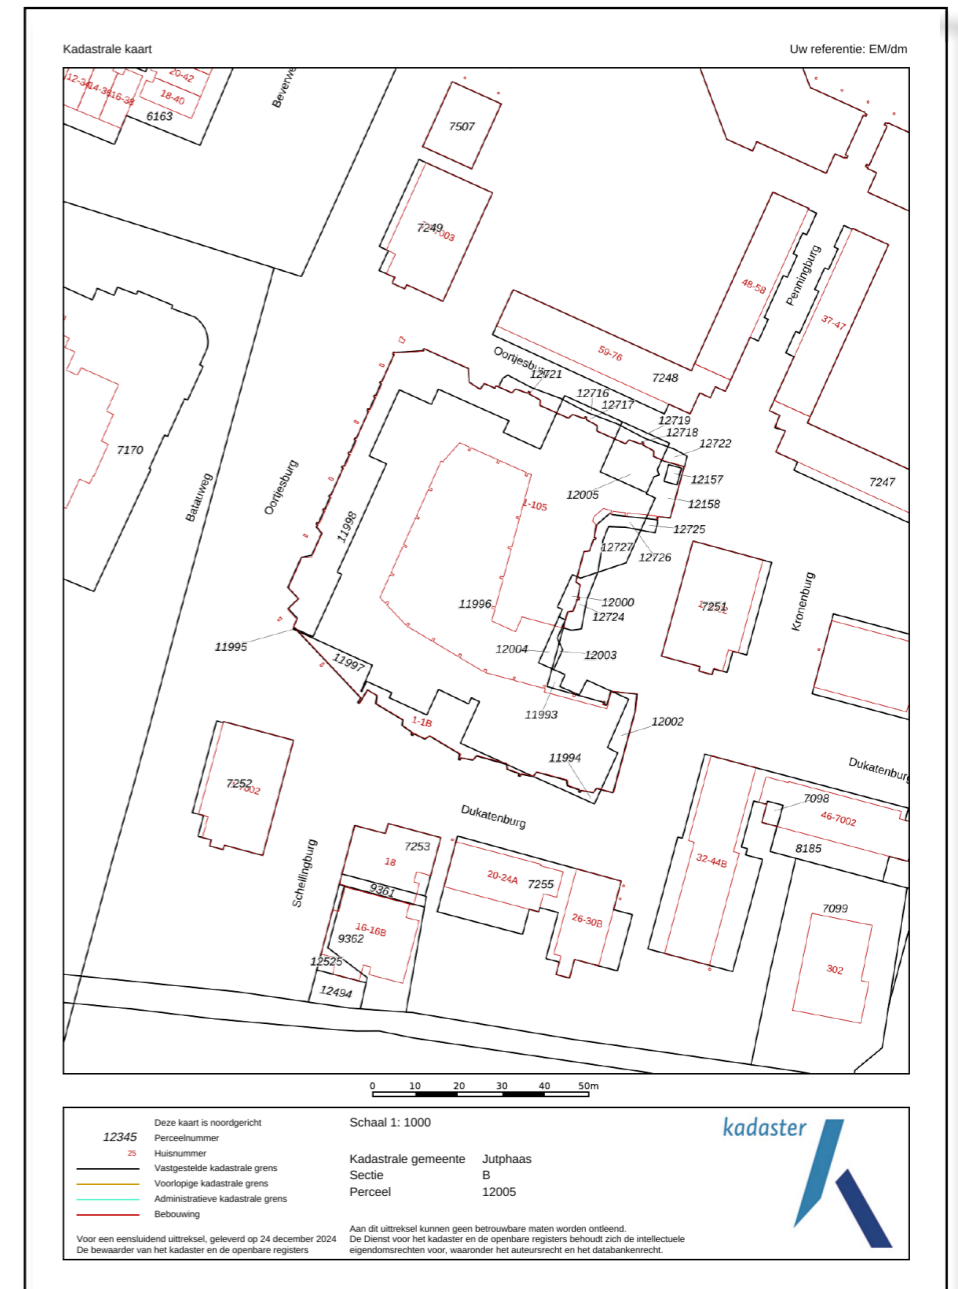 Kadastrale kaart
Uw referentie: EM/dm
20-42
18-40
16-38
6163
7507
7249
48-58
Penningburg
37-47
59-76
7248
12721
12716
12717
12719
12718
12722
7170
7247
12157
12158
12005
1-105
Batauweg
Oortjesburg
11998
12725
12727
12726
11996
12000
12724
7251
Kronenburg
11995
11997
12004
12003
11993
12002
1-1B
11994
7252
Dukatenburg
7098
46-7002
Dukatenburg
7253
8185
18
32-44B
Schellingburg
9361
20-24A
7255
7099
26-30B
16-16B
9362
12525
302
12494
0 10 20 30 40 50m
Deze kaart is noordgericht
12345 Perceelnummer
25 Huisnummer
Vastgestelde kadastrale grens
Voorlopige kadastrale grens
Administratieve kadastrale grens
Bebouwing
Voor een eensluidend uittreksel, geleverd op 24 december 2024
De bewaarder van het kadaster en de openbare registers
Schaal 1: 1000
Kadastrale gemeente Jutphaas
Sectie B
Perceel 12005
Aan dit uittreksel kunnen geen betrouwbare maten worden ontleend.
De Dienst voor het kadaster en de openbare registers behoudt zich de intellectuele
eigendomsrechten voor, waaronder het auteursrecht en het databankenrecht.
kadaster